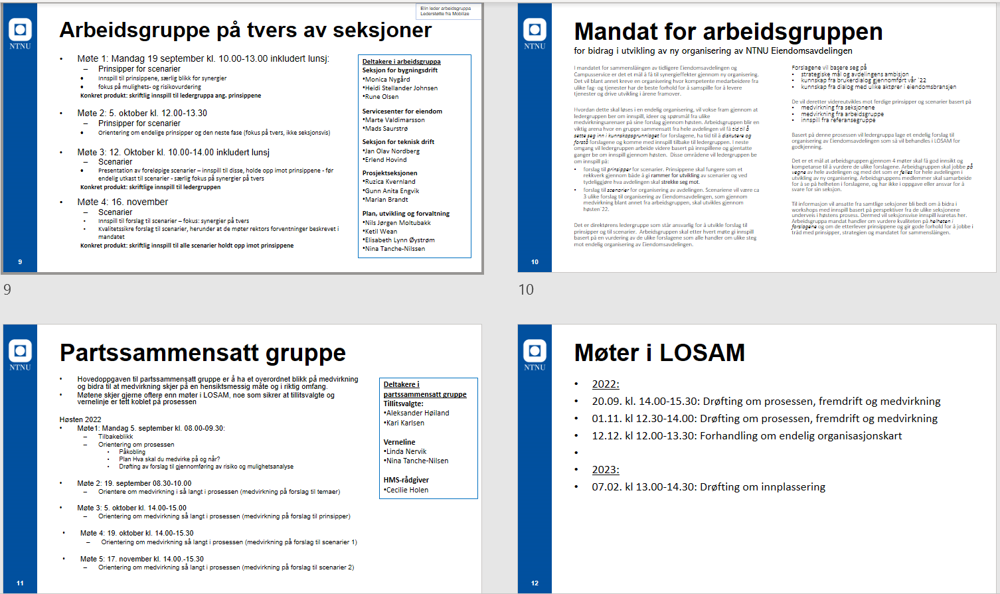 Elin leder arbeidsgruppa
Lederstøtte fra Mobilize
NTNU
Arbeidsgruppe på tvers av seksjoner
• Møte 1: Mandag 19 september kl. 10.00-13.00 inkludert lunsj:
– Prinsipper for scenarier
• Innspill til prinsippene, særlig blikk for synergier
• fokus på mulighets- og risikovurdering
Konkret produkt: skriftlig innspill til ledergruppa ang. prinsippene
• Møte 2: 5. oktober kl. 12.00-13.30
– Prinsipper for scenarier
• Orientering om endelige prinsipper og den neste fase (fokus på tvers, ikke seksjonsvis)
• Møte 3: 12. Oktober kl. 10.00-14.00 inkludert lunsj
– Scenarier
• Presentasjon av foreløpige scenarier – innspill til disse, holde opp imot prinsippene - før
endelig utkast til scenarier - særlig fokus på synergier på tvers
Konkret produkt: skriftlige innspill til ledergruppen
• Møte 4: 16. november
– Scenarier
• Innspill til forslag til scenarier – fokus: synergier på tvers
• Kvalitetssikre forslag til scenarier, herunder at de møter rektors forventninger beskrevet i
mandatet
Konkret produkt: skriftlig innspill til alle scenarier holdt opp imot prinsippene
Deltakere i arbeidsgruppa
Seksjon for bygningsdrift
•Monica Nygård
•Heidi Stellander Johnsen
•Rune Olsen
Servicesenter for eiendom
•Marte Valdimarsson
•Mads Saurstrø
Seksjon for teknisk drift
•Jan Olav Nordberg
•Erlend Hovind
Prosjektseksjonen
•Ruzica Kvernland
•Gunn Anita Engvik
•Marian Brandt
Plan, utvikling og forvaltning
•Nils Jørgen Moltubakk
•Ketil Wean
•Elisabeth Lynn Øystrøm
•Nina Tanche-Nilssen
9
9
NTNU
Mandat for arbeidsgruppen
for bidrag i utvikling av ny organisering av NTNU Eiendomsavdelingen
I mandatet for sammenslåingen av tidligere Eiendomsavdelingen og
Campusservice er det et mål å få til synergieffekter gjennom ny organisering.
Det vil blant annet kreve en organisering hvor kompetente medarbeidere fra
ulike fag- og tjenester har de beste forhold for å samspille for å levere
tjenester og drive utvikling i årene framover.
Hvordan dette skal løses i en endelig organisering, vil vokse fram gjennom at
ledergruppen ber om innspill, ideer og spørsmål fra ulike
medvirkningsarenaer på sine forslag gjennom høsten. Arbeidsgruppen blir en
viktig arena hvor en gruppe sammensatt fra hele avdelingen vil få tid til å
sette seg inn i kunnskapsgrunnlaget for forslagene, ha tid til å diskutere og
forstå forslagene og komme med innspill tilbake til ledergruppen. I neste
omgang vil ledergruppen arbeide videre basert på innspillene og gjentatte
ganger be om innspill gjennom høsten. Disse områdene vil ledergruppen be
om innspill på:
• forslag til prinsipper for scenarier. Prinsippene skal fungere som et
rekkverk gjennom både å gi rammer for utvikling av scenarier og ved
tydeliggjøre hva avdelingen skal strekke seg mot.
• forslag til scenarier for organisering av avdelingen. Scenariene vil være ca
3 ulike forslag til organisering av Eiendomsavdelingen, som gjennom
medvirkning blant annet fra arbeidsgruppen, skal utvikles gjennom
høsten`22.
Det er direktørens ledergruppe som står ansvarlig for å utvikle forslag til
prinsipper og til scenarier. Arbeidsgruppen skal etter hvert møte gi innspill
basert på en vurdering av de ulike forslagene som alle handler om ulike steg
mot endelig organisering av Eiendomsavdelingen.
Forslagene vil basere seg på
• strategiske mål og avdelingens ambisjon
• kunnskap fra brukerdialog gjennomført vår `22
• kunnskap fra dialog med ulike aktører i eiendomsbransjen
De vil deretter videreutvikles mot ferdige prinsipper og scenarier basert på
• medvirkning fra seksjonene
• medvirkning fra arbeidsgruppe
• innspill fra referansegruppe
Basert på denne prosessen vil ledergruppa lage et endelig forslag til
organisering av Eiendomsavdelingen som så vil behandles i LOSAM for
godkjenning.
Det er et mål at arbeidsgruppen gjennom 4 møter skal få god innsikt og
kompetanse til å vurdere de ulike forslagene. Arbeidsgruppen skal jobbe på
vegne av hele avdelingen og med det som er felles for hele avdelingen i
utvikling av ny organisering. Arbeidsgruppens medlemmer skal samarbeide
for å se på helheten i forslagene, og har ikke i oppgave eller ansvar for å
svare for sin seksjon.
Til informasjon vil ansatte fra samtlige seksjoner bli bedt om å bidra i
workshops med innspill basert på perspektiver fra de ulike seksjonene
underveis i høstens prosess. Dermed vil seksjonsvise innspill ivaretas her.
Arbeidsgruppa mandat handler om vurdere kvaliteten på helheten i
forslagene og om de etterlever prinsippene og gir gode forhold for å jobbe i
tråd med prinsipper, strategien og mandatet for sammenslåingen.
10
10
NTNU
Partssammensatt gruppe
• Hovedoppgaven til partssammensatt gruppe er å ha et overordnet blikk på medvirkning
og bidra til at medvirkning skjer på en hensiktsmessig måte og i riktig omfang.
• Møtene skjer gjerne oftere enn møter i LOSAM, noe som sikrer at tillitsvalgte og
vernelinje er tett koblet på prosessen
Høsten 2022
• Møte1: Mandag 5. september kl. 08.00-09.30:
– Tilbakeblikk
– Orientering om prosessen
• Påkobling
• Plan Hva skal du medvirke på og når?
• Drøfting av forslag til gjennomføring av risiko og mulighetsanalyse
• Møte 2: 19. september 08.30-10.00
– Orientere om medvirkning i så langt i prosessen (medvirkning på forslag til temaer)
• Møte 3: 5. oktober kl. 14.00-15.00
– Orientering om medvirkning så langt i prosessen (medvirkning på forslag til prinsipper)
• Møte 4: 19. oktober kl. 14.00-15.30
– Orientering om medvirkning så langt i prosessen (medvirkning på forslag til scenarier 1)
• Møte 5: 17. november kl. 14.00.-15.30
– Orientering om medvirkning så langt i prosessen (medvirkning på forslag til scenarier 2)
Deltakere i
partssammensatt gruppe
Tillitsvalgte:
•Aleksander Høiland
•Kari Karlsen
Verneline
•Linda Nervik
•Nina Tanche-Nilsen
HMS-rådgiver
•Cecilie Holen
11
NTNU
Møter i LOSAM
• 2022:
• 20.09. kl. 14.00-15.30: Drøfting om prosessen, fremdrift og medvirkning
• 01.11. kl 12.30-14.00: Drøfting om prosessen, fremdrift og medvirkning
• 12.12. kl 12.00-13.30: Forhandling om endelig organisasjonskart
•
• 2023:
• 07.02. kl 13.00-14.30: Drøfting om innplassering
12